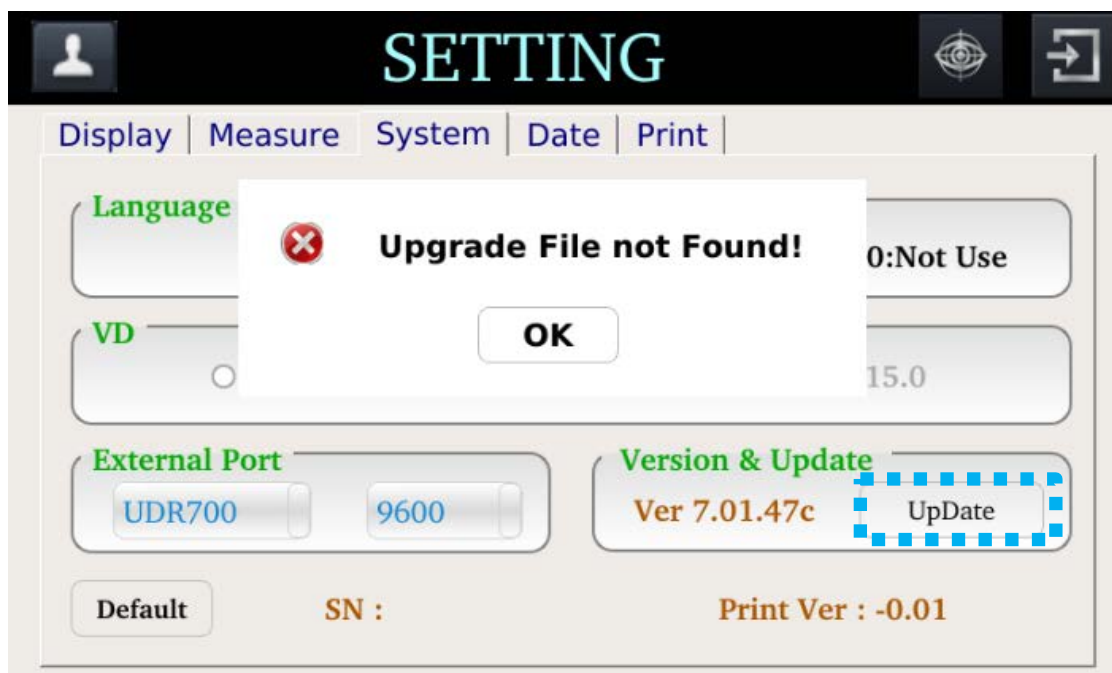 SETTING
Display Measure System Date Print
Language
Upgrade File not Found!
0:Not Use
OK
VD
15.0
External Port
UDR700 9600
Version & Update
Ver 7.01.47c UpDate
Default SN : Print Ver : -0.01